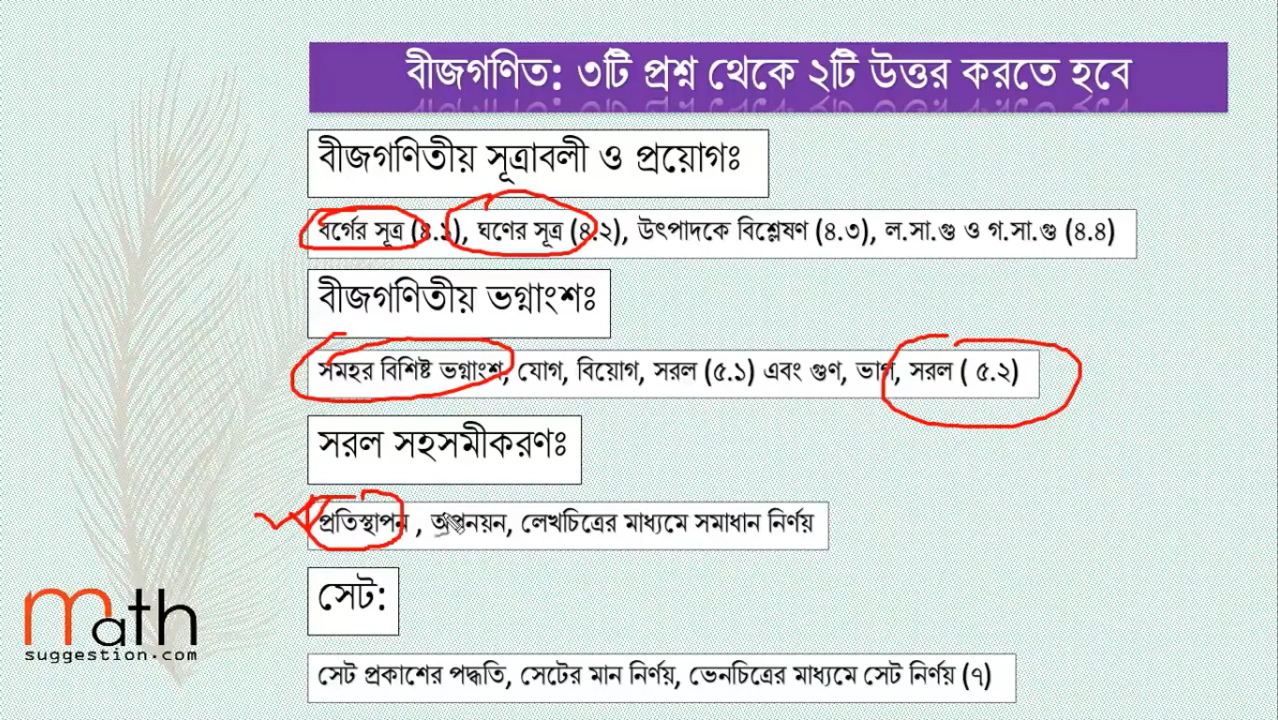 বীজগণিত: ৩টি প্রশ্ন থেকে ২টি উত্তর করতে হবে
বীজগণিতীয় সূত্রাবলী ও প্রয়োগঃ
বর্গের সূত্র (৪.১), ঘণের সূত্র (৪.২), উৎপাদকে বিশ্লেষণ (৪.৩), ল.সা.গু ও গ.সা.গু (৪.৪)
বীজগণিতীয় ভগ্নাংশঃ
সমহর বিশিষ্ট ভগ্নাংশ, যোগ, বিয়োগ, সরল (৫.১) এবং গুণ, ভাগ, সরল ( ৫.২)
সরল সহসমীকরণঃ
প্রতিস্থাপন , অপনয়ন, লেখচিত্রের মাধ্যমে সমাধান নির্ণয়
সেট:
সেট প্রকাশের পদ্ধতি, সেটের মান নির্ণয়, ভেনচিত্রের মাধ্যমে সেট নির্ণয় (৭)
math
suggestion.com